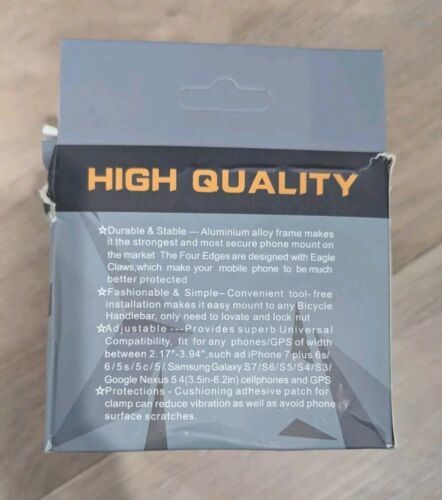 HIGH QUALITY
☆Durable & Stable — Aluminium alloy frame makes
it the strongest and most secure phone mount on
the market The Four Edges are designed with Eagle
Claws,which make your mobile phone to be much
better protected
☆Fashionable & Simple– Convenient tool- free
installation makes it easy mount to any Bicycle
Handlebar, only need to lovate and lock nut
☆Adjustable ---Provides superb Universal
Compatibility, fit for any phones/GPS of width
between 2.17"-3.94",such ad iPhone 7 plus 6s/
6/5s/5c/5/. Samsung Galaxy S7/S6/S5/S4/S3/
Google Nexus 5 4(3.5in-6.2in) cellphones and GPS
☆Protections - Cushioning adhesive patch for
clamp can reduce vibration as well as avoid phone
surface scratches.